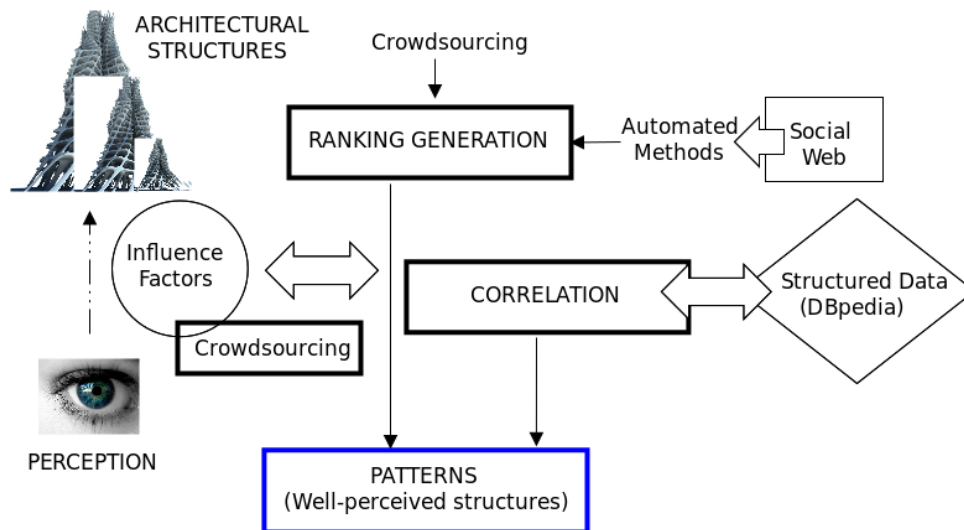 ARCHITECTURAL
STRUCTURES
Crowdsourcing
RANKING GENERATION
Automated
Methods
Social
Web
Influence
Factors
Crowdsourcing
CORRELATION
Structured Data
(DBpedia)
PERCEPTION
PATTERNS
(Well-perceived structures)